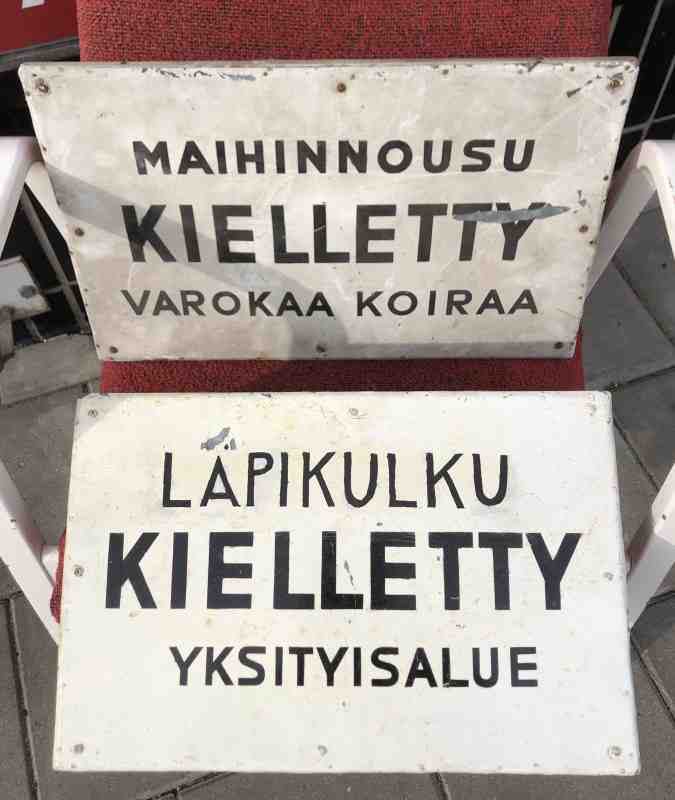 MAIHINNOUSU
KIELLETTY
VAROKAA KOIRAA
LÄPIKULKU
KIELLETTY
YKSITYISALUE